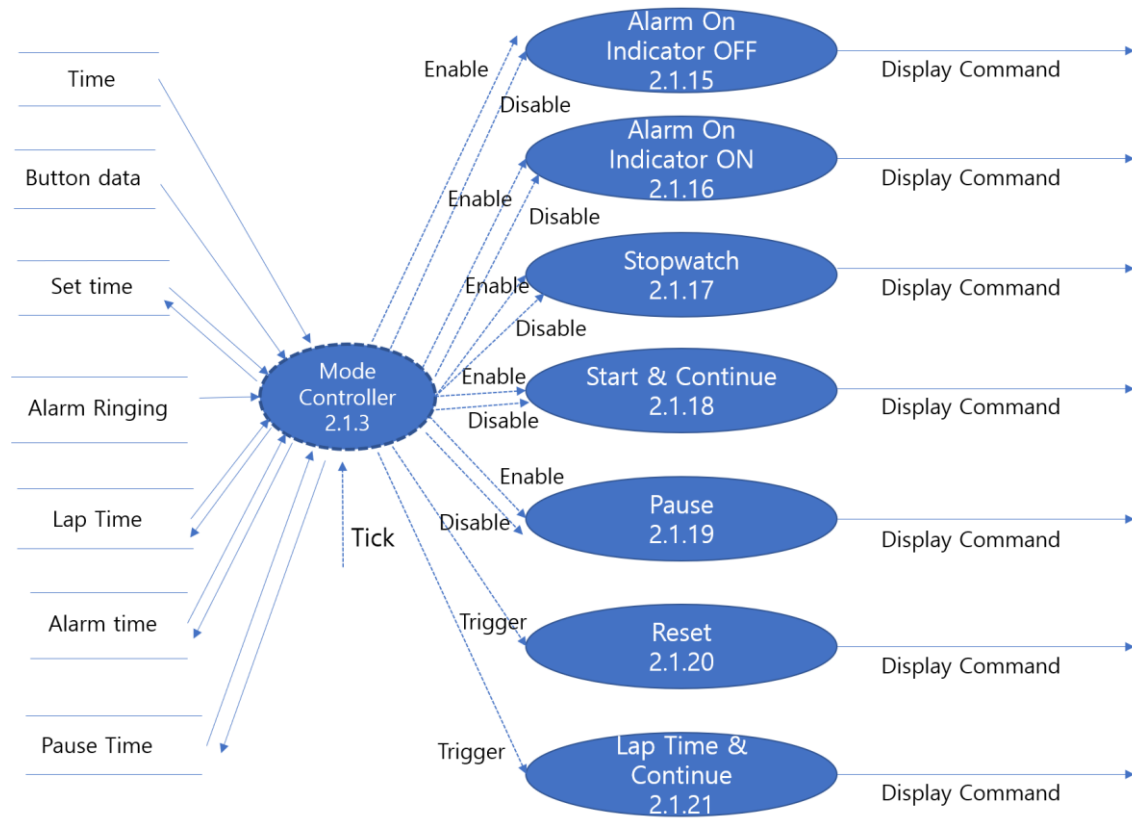 Time
Button data
Set time
Alarm Ringing
Lap Time
Alarm time
Pause Time
Mode
Controller
2.1.3
Tick
Enable
Disable
Alarm On
Indicator OFF
2.1.15
Display Command
Enable
Disable
Alarm On
Indicator ON
2.1.16
Display Command
Enable
Disable
Stopwatch
2.1.17
Display Command
Enable
Disable
Start & Continue
2.1.18
Display Command
Enable
Disable
Pause
2.1.19
Display Command
Trigger
Reset
2.1.20
Display Command
Trigger
Lap Time &
Continue
2.1.21
Display Command